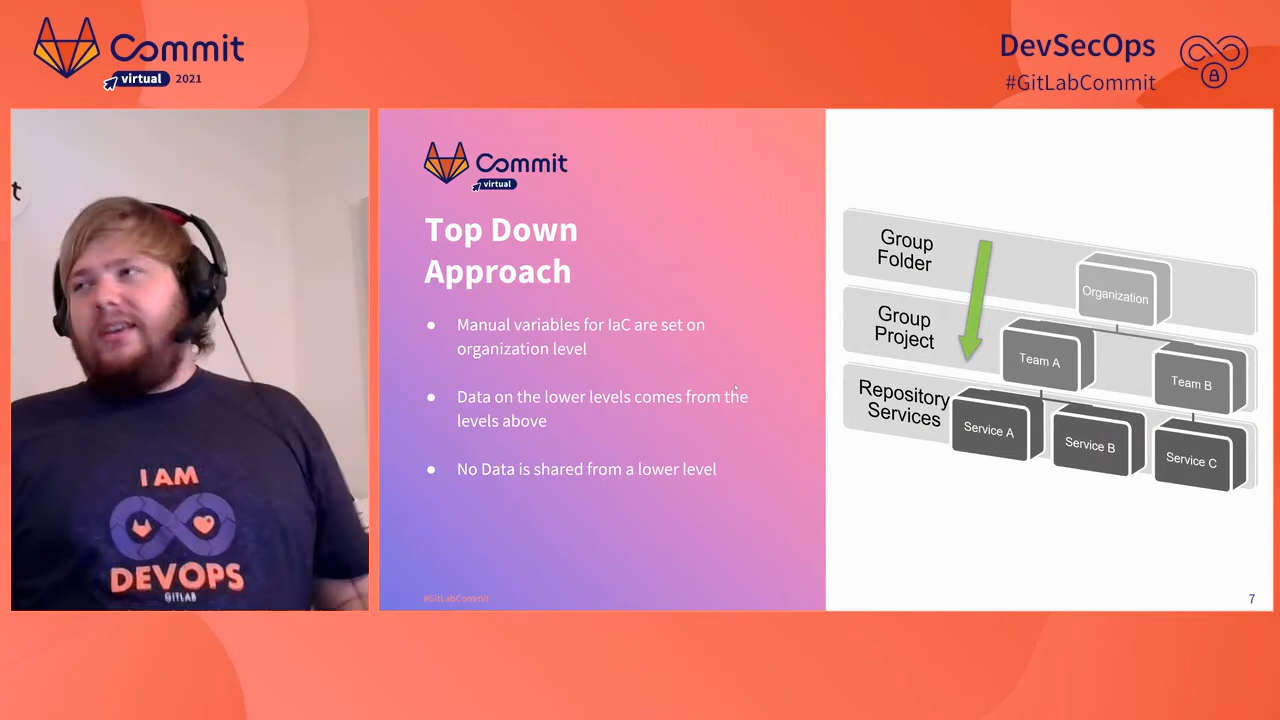 Commit
virtual 2021
DevSecOps
#GitLabCommit
t
I AM
DEVOPS
GITLAB
Commit
virtual
Top Down
Approach
● Manual variables for IaC are set on
organization level
● Data on the lower levels comes from the
levels above
● No Data is shared from a lower level
#GitLabCommit
Group
Folder
Organization
Group
Project
Team A
Team B
Repository
Services
Service A
Service B
Service C
7